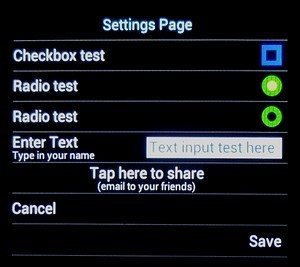 Settings Page
Checkbox test
Radio test
Radio test
Enter Text
Type in your name
Text input test here
Tap here to share
(email to your friends)
Cancel
Save